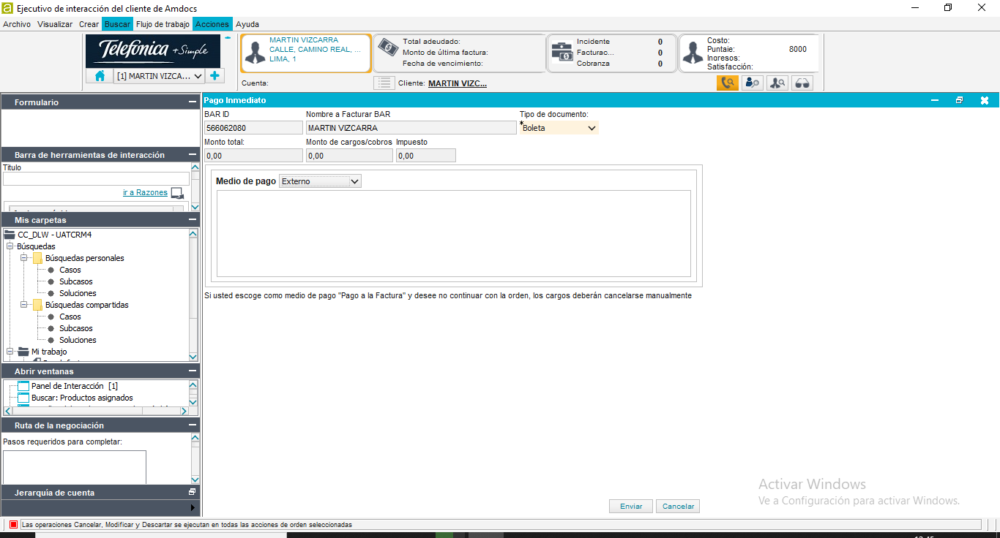 Ejecutivo de interacción del cliente de Amdocs
Archivo Visualizar Crear Buscar Flujo de trabajo Acciones Ayuda
Telefónica +Simple
[1] MARTIN VIZCA...
MARTIN VIZCARRA
CALLE, CAMINO REAL, ...
LIMA, 1
Total adeudado:
Monto de última factura:
Fecha de vencimiento:
Incidente 0
Facturac... 0
Cobranza 0
Costo:
Puntaie: 8000
Inoresos:
Satisfacción:
Cuenta:
Cliente: MARTIN VIZC...
Formulario
Barra de herramientas de interacción
Titulo
ir a Razones
Mis carpetas
CC_DLW - UATCRM4
Búsquedas
Búsquedas personales
Casos
Subcasos
Soluciones
Búsquedas compartidas
Casos
Subcasos
Soluciones
Mi trabajo
Abrir ventanas
Panel de Interacción [1]
Buscar: Productos asignados
Ruta de la negociación
Pasos requeridos para completar:
Jerarquía de cuenta
Pago Inmediato
BAR ID Nombre a Facturar BAR Tipo de documento:
566062080 MARTIN VIZCARRA *Boleta
Monto total: Monto de cargos/cobros Impuesto
0,00 0,00 0,00
Medio de pago Externo
Si usted escoge como medio de pago "Pago a la Factura" y desee no continuar con la orden, los cargos deberán cancelarse manualmente
Activar Windows
Ve a Configuración para activar Windows.
Enviar Cancelar
Las operaciones Cancelar, Modificar y Descartar se ejecutan en todas las acciones de orden seleccionadas